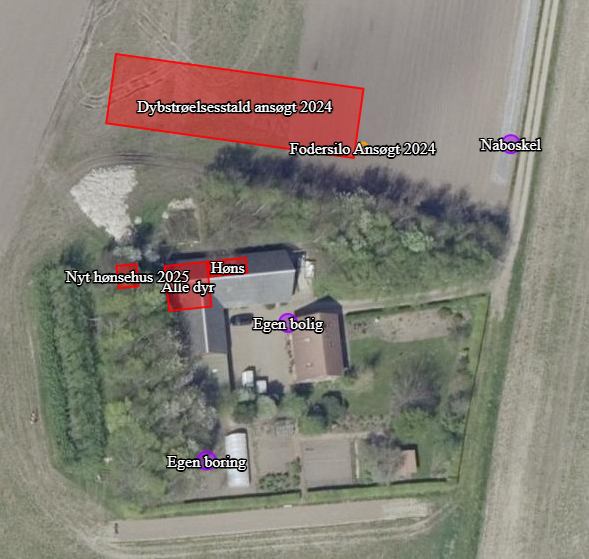 Dybstrøelsesstald ansøgt 2024
Fodersilo Ansøgt 2024
Naboskel
Høns
Nyt hønsehus 2025
Alle dyr
Egen bolig
Egen boring